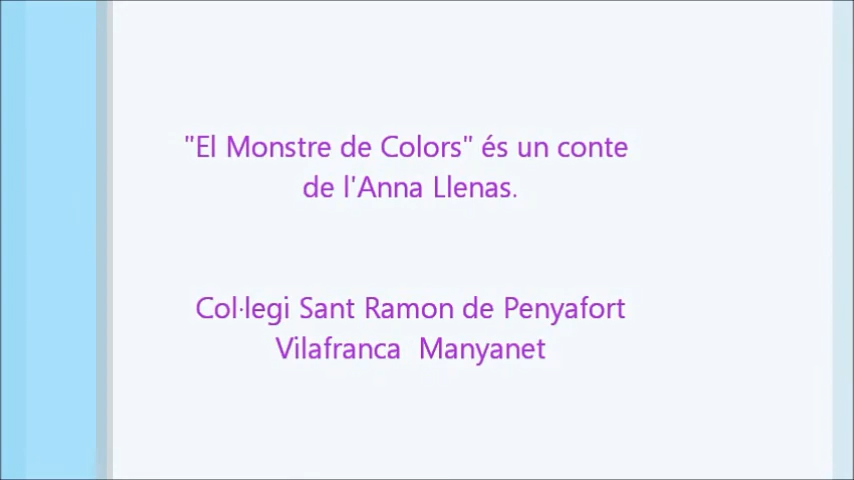 "El Monstre de Colors" és un conte
de l'Anna Llenas.
Col·legi Sant Ramon de Penyafort
Vilafranca  Manyanet